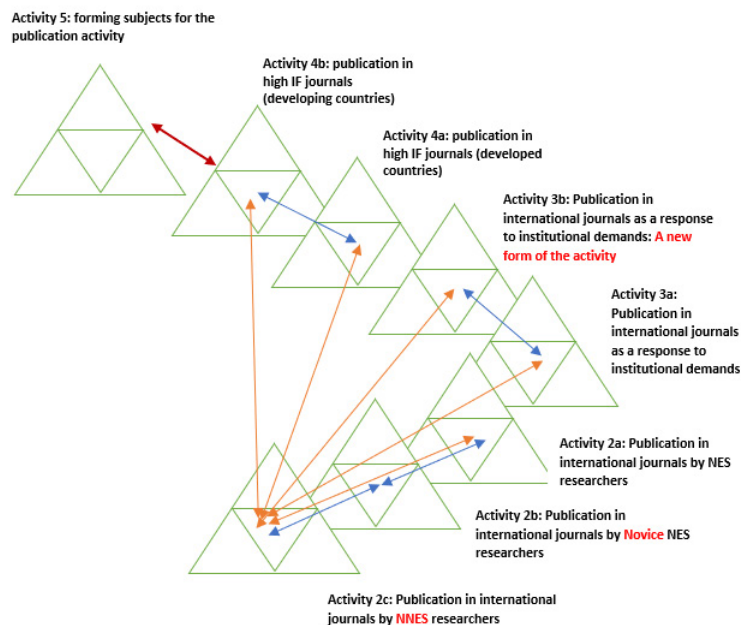 Activity 5: forming subjects for the
publication activity
Activity 4b: publication in
high IF journals
(developing countries)
Activity 4a: publication in
high IF journals (developed
countries)
Activity 3b: Publication in
international journals as a response
to institutional demands: A new
form of the activity
Activity 3a:
Publication in
international journals
as a response to
institutional demands
Activity 2a: Publication in
international journals by NES
researchers
Activity 2b: Publication in
international journals by Novice NES
researchers
Activity 2c: Publication in international
journals by NNES researchers